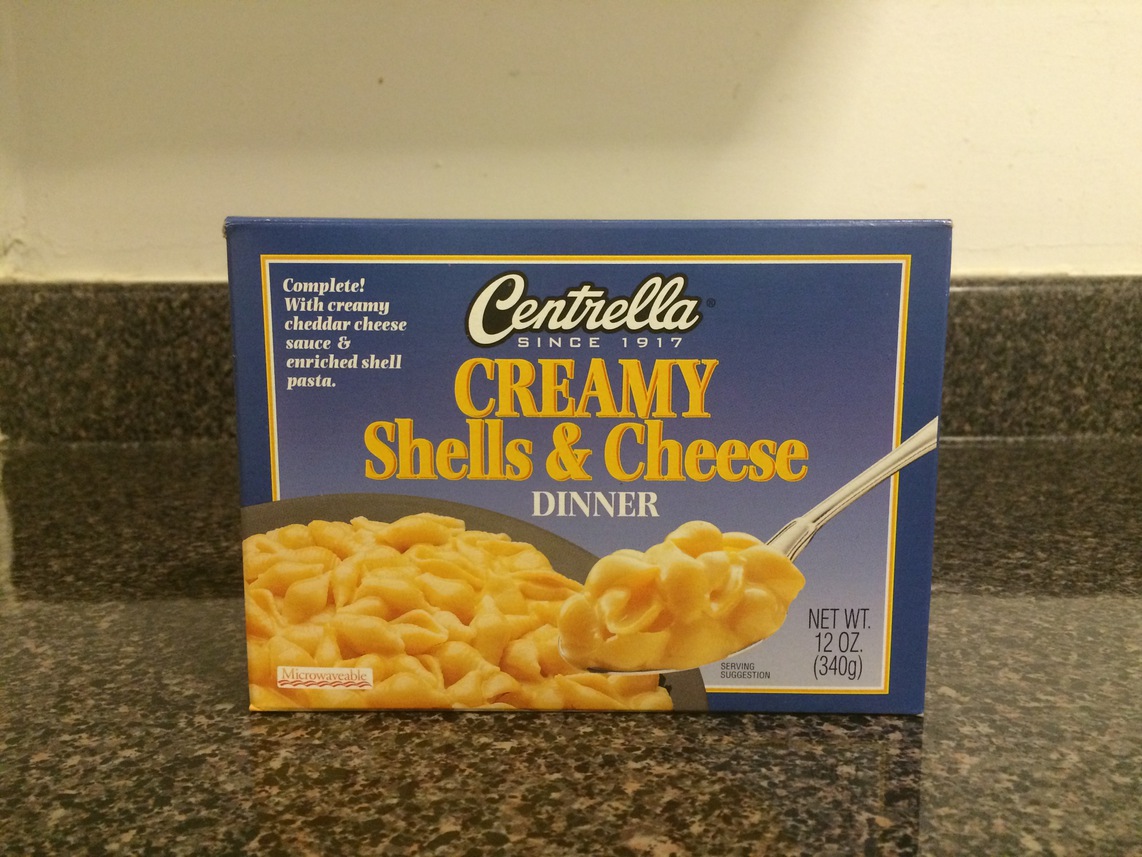 Complete!
With creamy
cheddar cheese
sauce &
enriched shell
pasta.
Centrella®
SINCE 1917
CREAMY
Shells & Cheese
DINNER
Microwaveable
SERVING
SUGGESTION
NET WT.
12 OZ.
(340g)